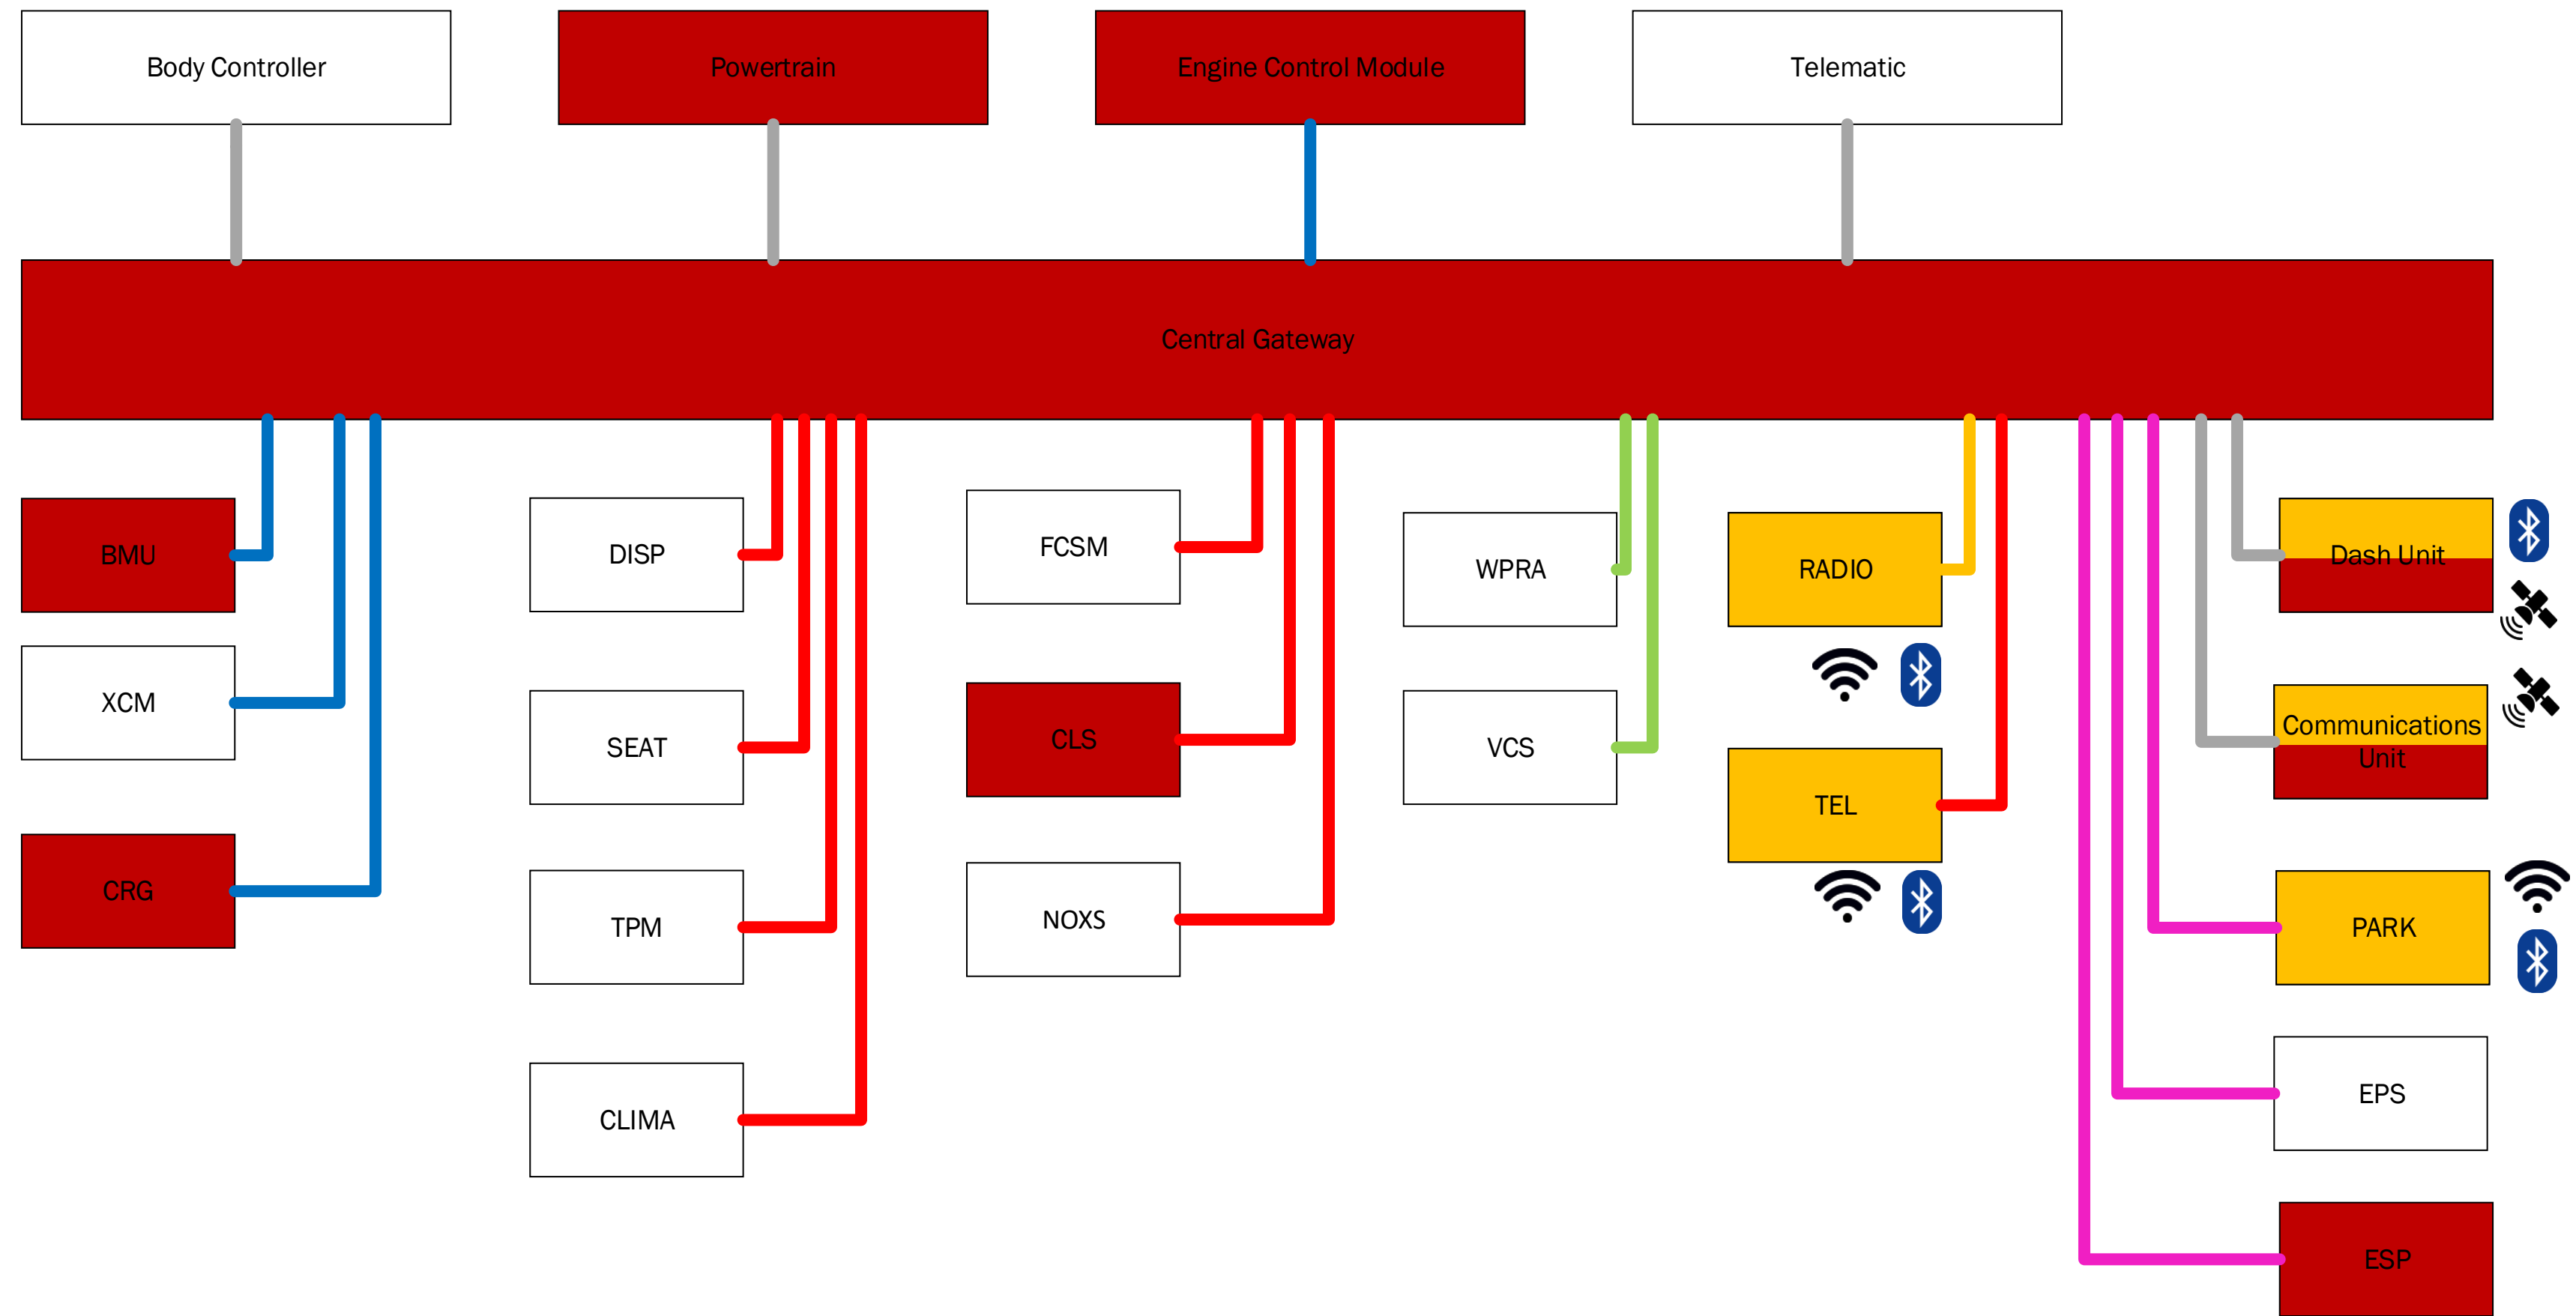 Body Controller
Powertrain
Engine Control Module
Telematic
Central Gateway
BMU
XCM
CRG
DISP
SEAT
TPM
CLIMA
FCSM
CLS
NOXS
WPRA
VCS
RADIO
TEL
Dash Unit
Communications
Unit
PARK
EPS
ESP